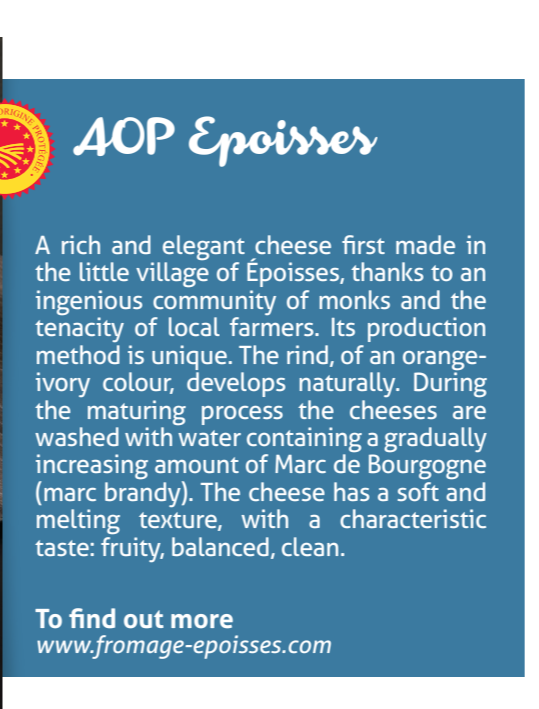 ORIGINE PROTÉGÉE
AOP Epoisses
A rich and elegant cheese first made in
the little village of Époisses, thanks to an
ingenious community of monks and the
tenacity of local farmers. Its production
method is unique. The rind, of an orange-
ivory colour, develops naturally. During
the maturing process the cheeses are
washed with water containing a gradually
increasing amount of Marc de Bourgogne
(marc brandy). The cheese has a soft and
melting texture, with a characteristic
taste: fruity, balanced, clean.
To find out more
www.fromage-epoisses.com